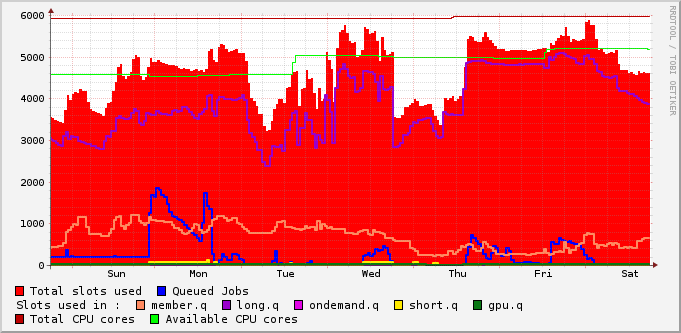 6000
5000
4000
3000
2000
1000
0
Sun Mon Tue Wed Thu Fri Sat
RRDTOOL / TOBI OETIKER
Total slots used Queued Jobs
Slots used in : member.q long.q ondemand.q short.q gpu.q
Total CPU cores Available CPU cores